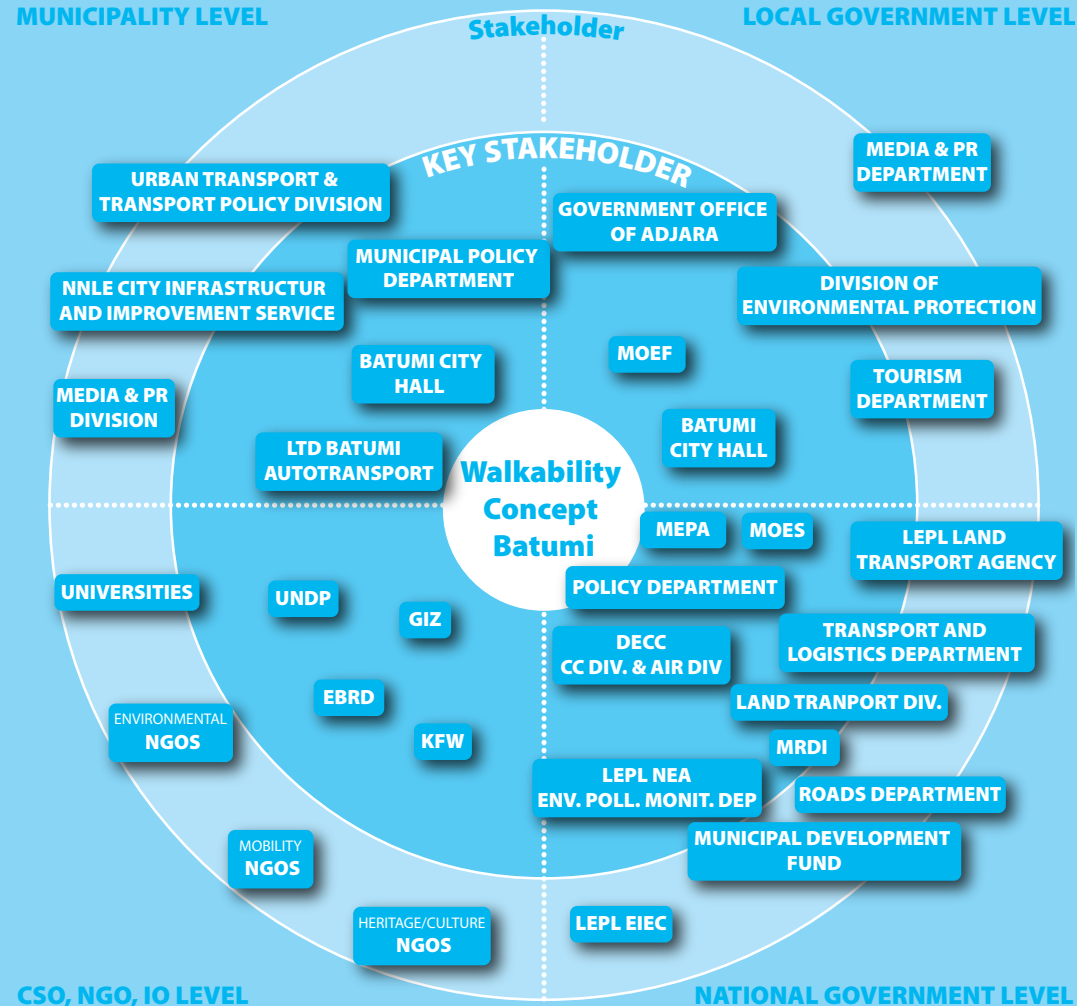 MUNICIPALITY LEVEL
LOCAL GOVERNMENT LEVEL
Stakeholder
KEY STAKEHOLDER
MEDIA & PR
DEPARTMENT
URBAN TRANSPORT &
TRANSPORT POLICY DIVISION
GOVERNMENT OFFICE
OF ADJARA
MUNICIPAL POLICY
DEPARTMENT
NNLE CITY INFRASTRUCTUR
AND IMPROVEMENT SERVICE
DIVISION OF
ENVIRONMENTAL PROTECTION
MOEF
BATUMI CITY
HALL
TOURISM
DEPARTMENT
MEDIA & PR
DIVISION
BATUMI
CITY HALL
LTD BATUMI
AUTOTRANSPORT
Walkability
Concept
Batumi
MEPA
MOES
LEPL LAND
TRANSPORT AGENCY
POLICY DEPARTMENT
UNIVERSITIES
UNDP
GIZ
TRANSPORT AND
LOGISTICS DEPARTMENT
DECC
CC DIV. & AIR DIV
EBRD
LAND TRANPORT DIV.
ENVIRONMENTAL
NGOS
KFW
MRDI
LEPL NEA
ENV. POLL. MONIT. DEP
ROADS DEPARTMENT
MUNICIPAL DEVELOPMENT
FUND
MOBILITY
NGOS
HERITAGE/CULTURE
NGOS
LEPL EIEC
CSO, NGO, IO LEVEL
NATIONAL GOVERNMENT LEVEL